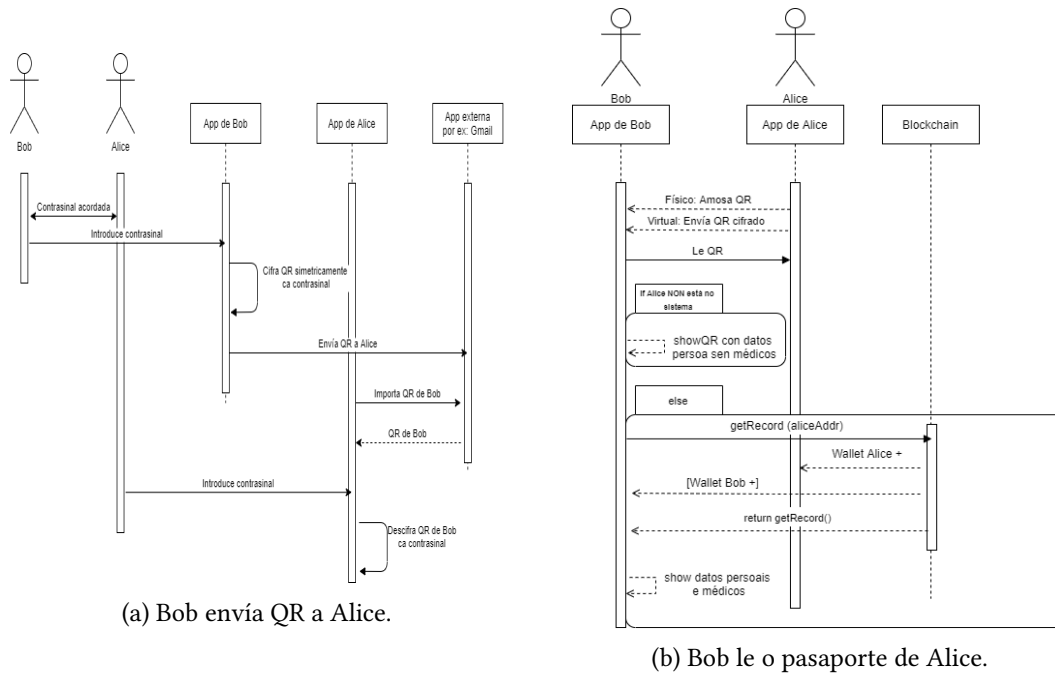 Bob
Alice
App de Bob
App de Alice
App externa
por ex: Gmail
Contrasinal acordada
Introduce contrasinal
Cifra QR simetricamente
ca contrasinal
Envía QR a Alice
Importa QR de Bob
QR de Bob
Introduce contrasinal
Descifra QR de Bob
ca contrasinal
(a) Bob envía QR a Alice.
Bob
Alice
App de Bob
App de Alice
Blockchain
Físico: Amosa QR
Virtual: Envía QR cifrado
Le QR
If Alice NON está no
sistema
showQR con datos
persoa sen médicos
else
getRecord (aliceAddr)
Wallet Alice +
[Wallet Bob +]
return getRecord()
show datos persoais
e médicos
(b) Bob le o pasaporte de Alice.